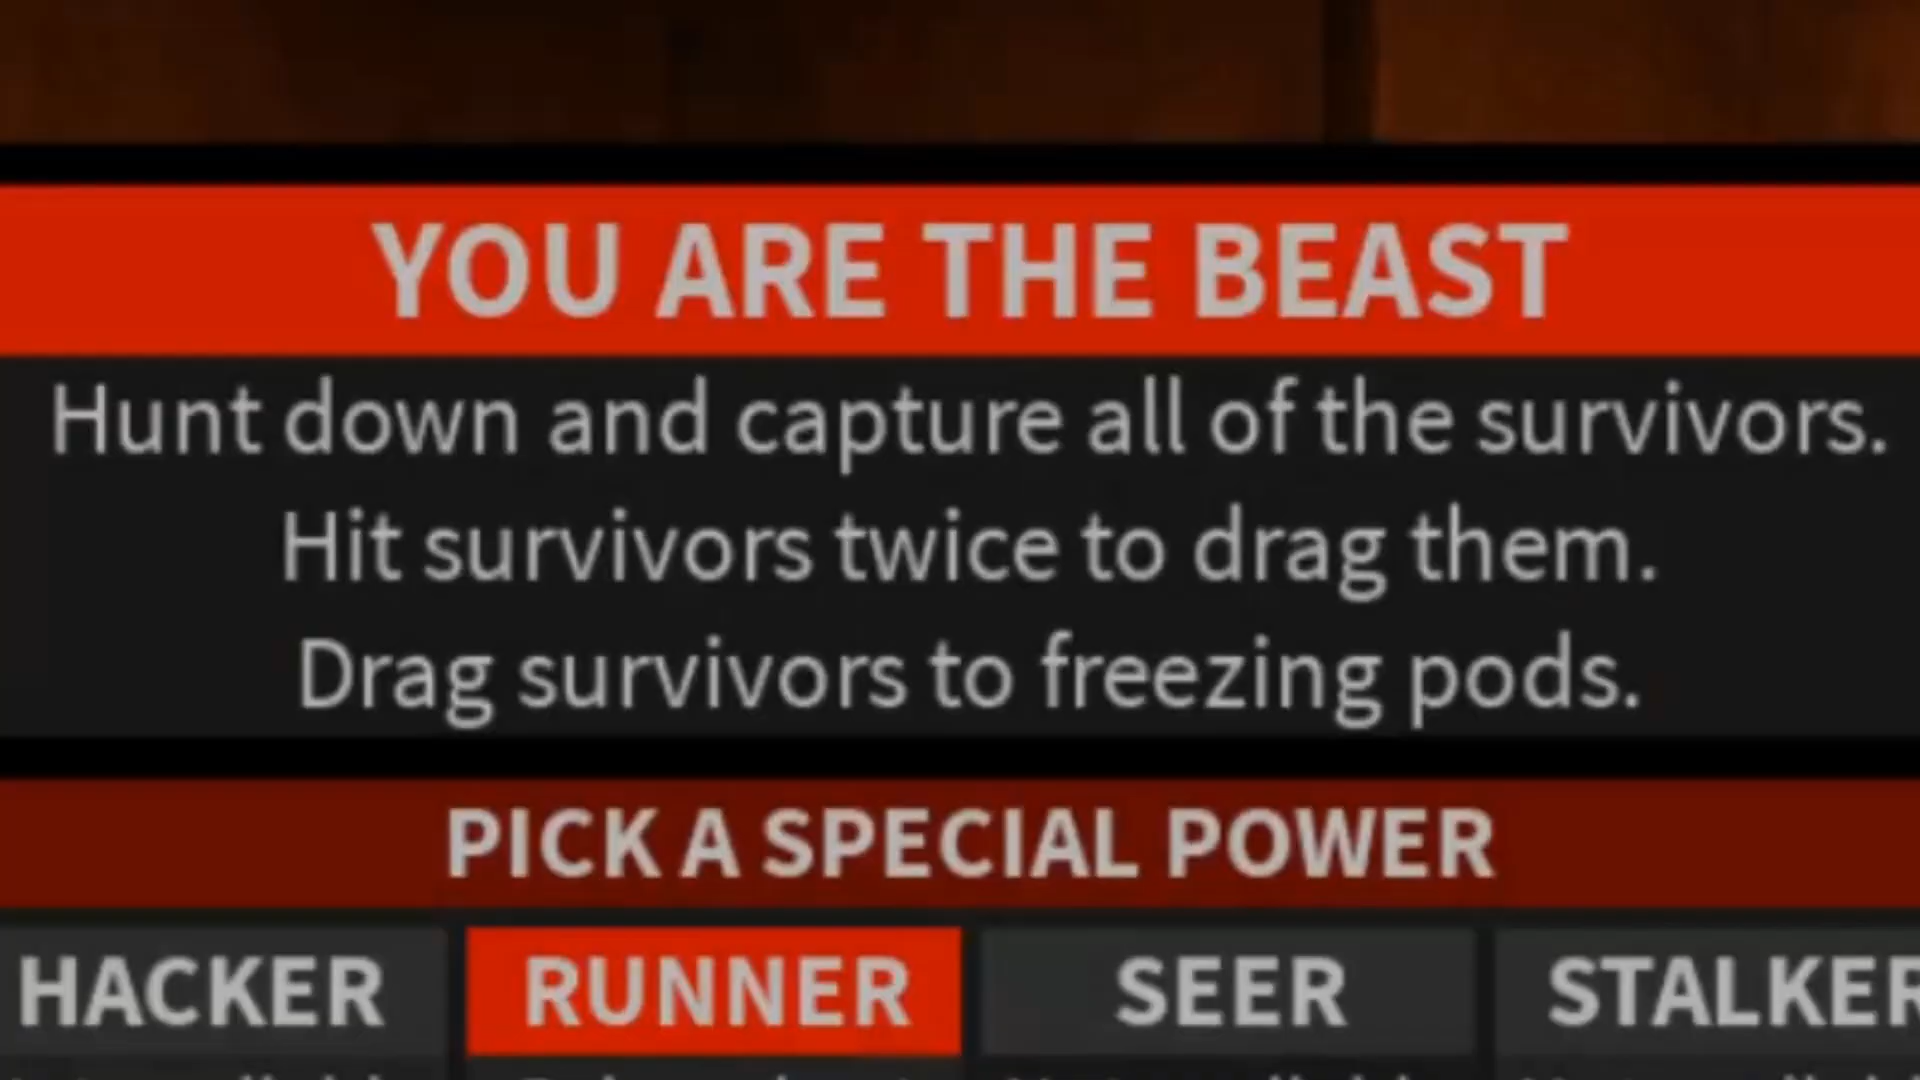 YOU ARE THE BEAST
Hunt down and capture all of the survivors.
Hit survivors twice to drag them.
Drag survivors to freezing pods.
PICK A SPECIAL POWER
HACKER RUNNER SEER STALKER